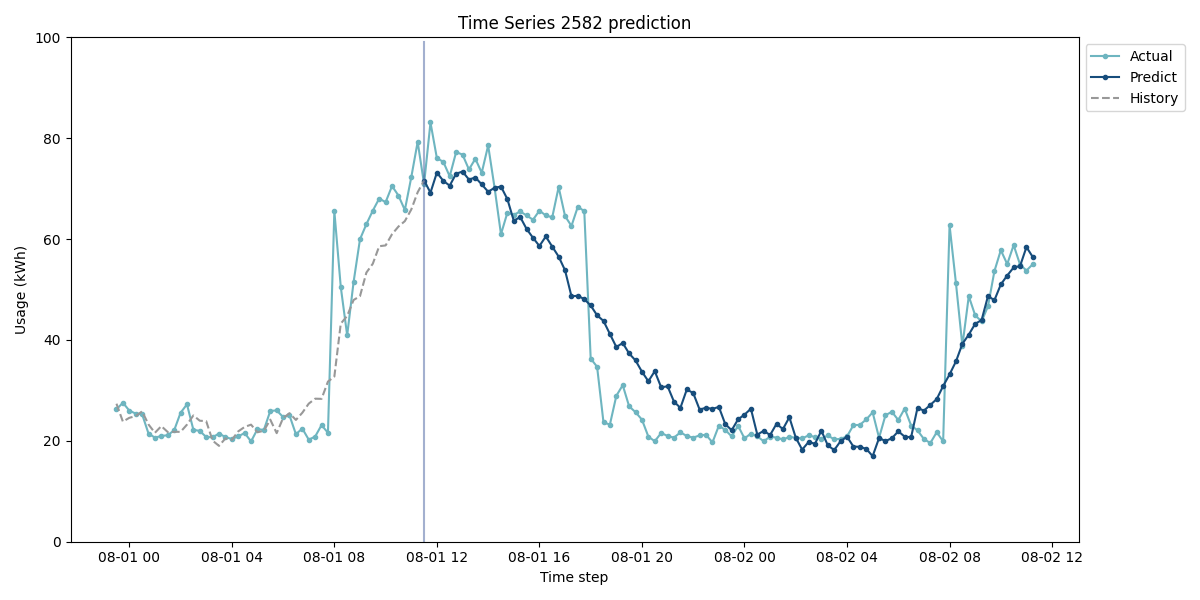 Time Series 2582 prediction
Actual
Predict
History
Usage (kWh)
100
80
60
40
20
0
08-01 00 08-01 04 08-01 08 08-01 12 08-01 16 08-01 20 08-02 00 08-02 04 08-02 08 08-02 12
Time step